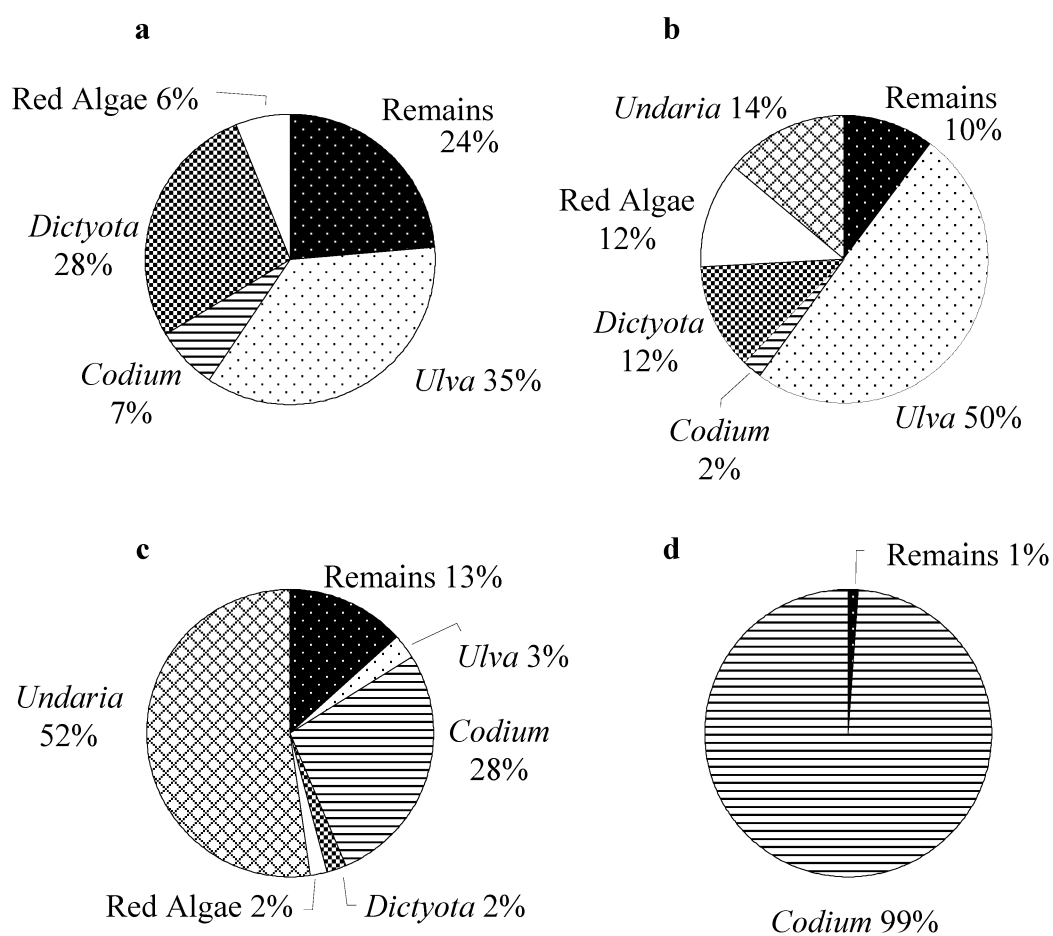 a
Red Algae 6%
Remains
24%
Dictyota
28%
Codium
7%
Ulva 35%
b
Undaria 14%
Remains
10%
Red Algae
12%
Dictyota
12%
Codium
2%
Ulva 50%
c
Remains 13%
Ulva 3%
Undaria
52%
Codium
28%
Red Algae 2%
Dictyota 2%
d
Remains 1%
Codium 99%